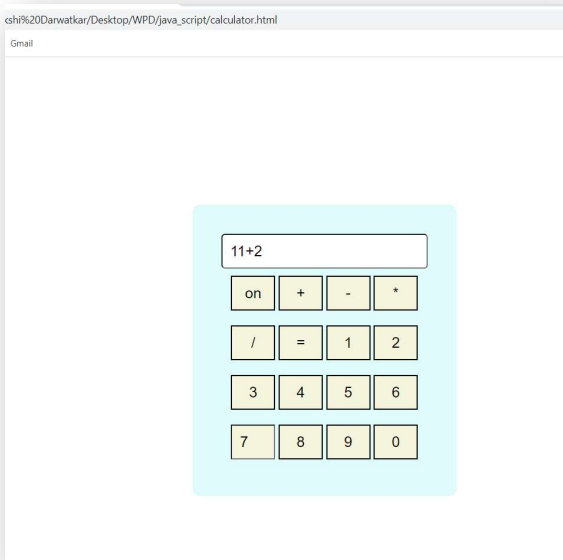 kshi%20Darwatkar/Desktop/WPD/java_script/calculator.html
Gmail
11+2
on + - *
/ = 1 2
3 4 5 6
7 8 9 0